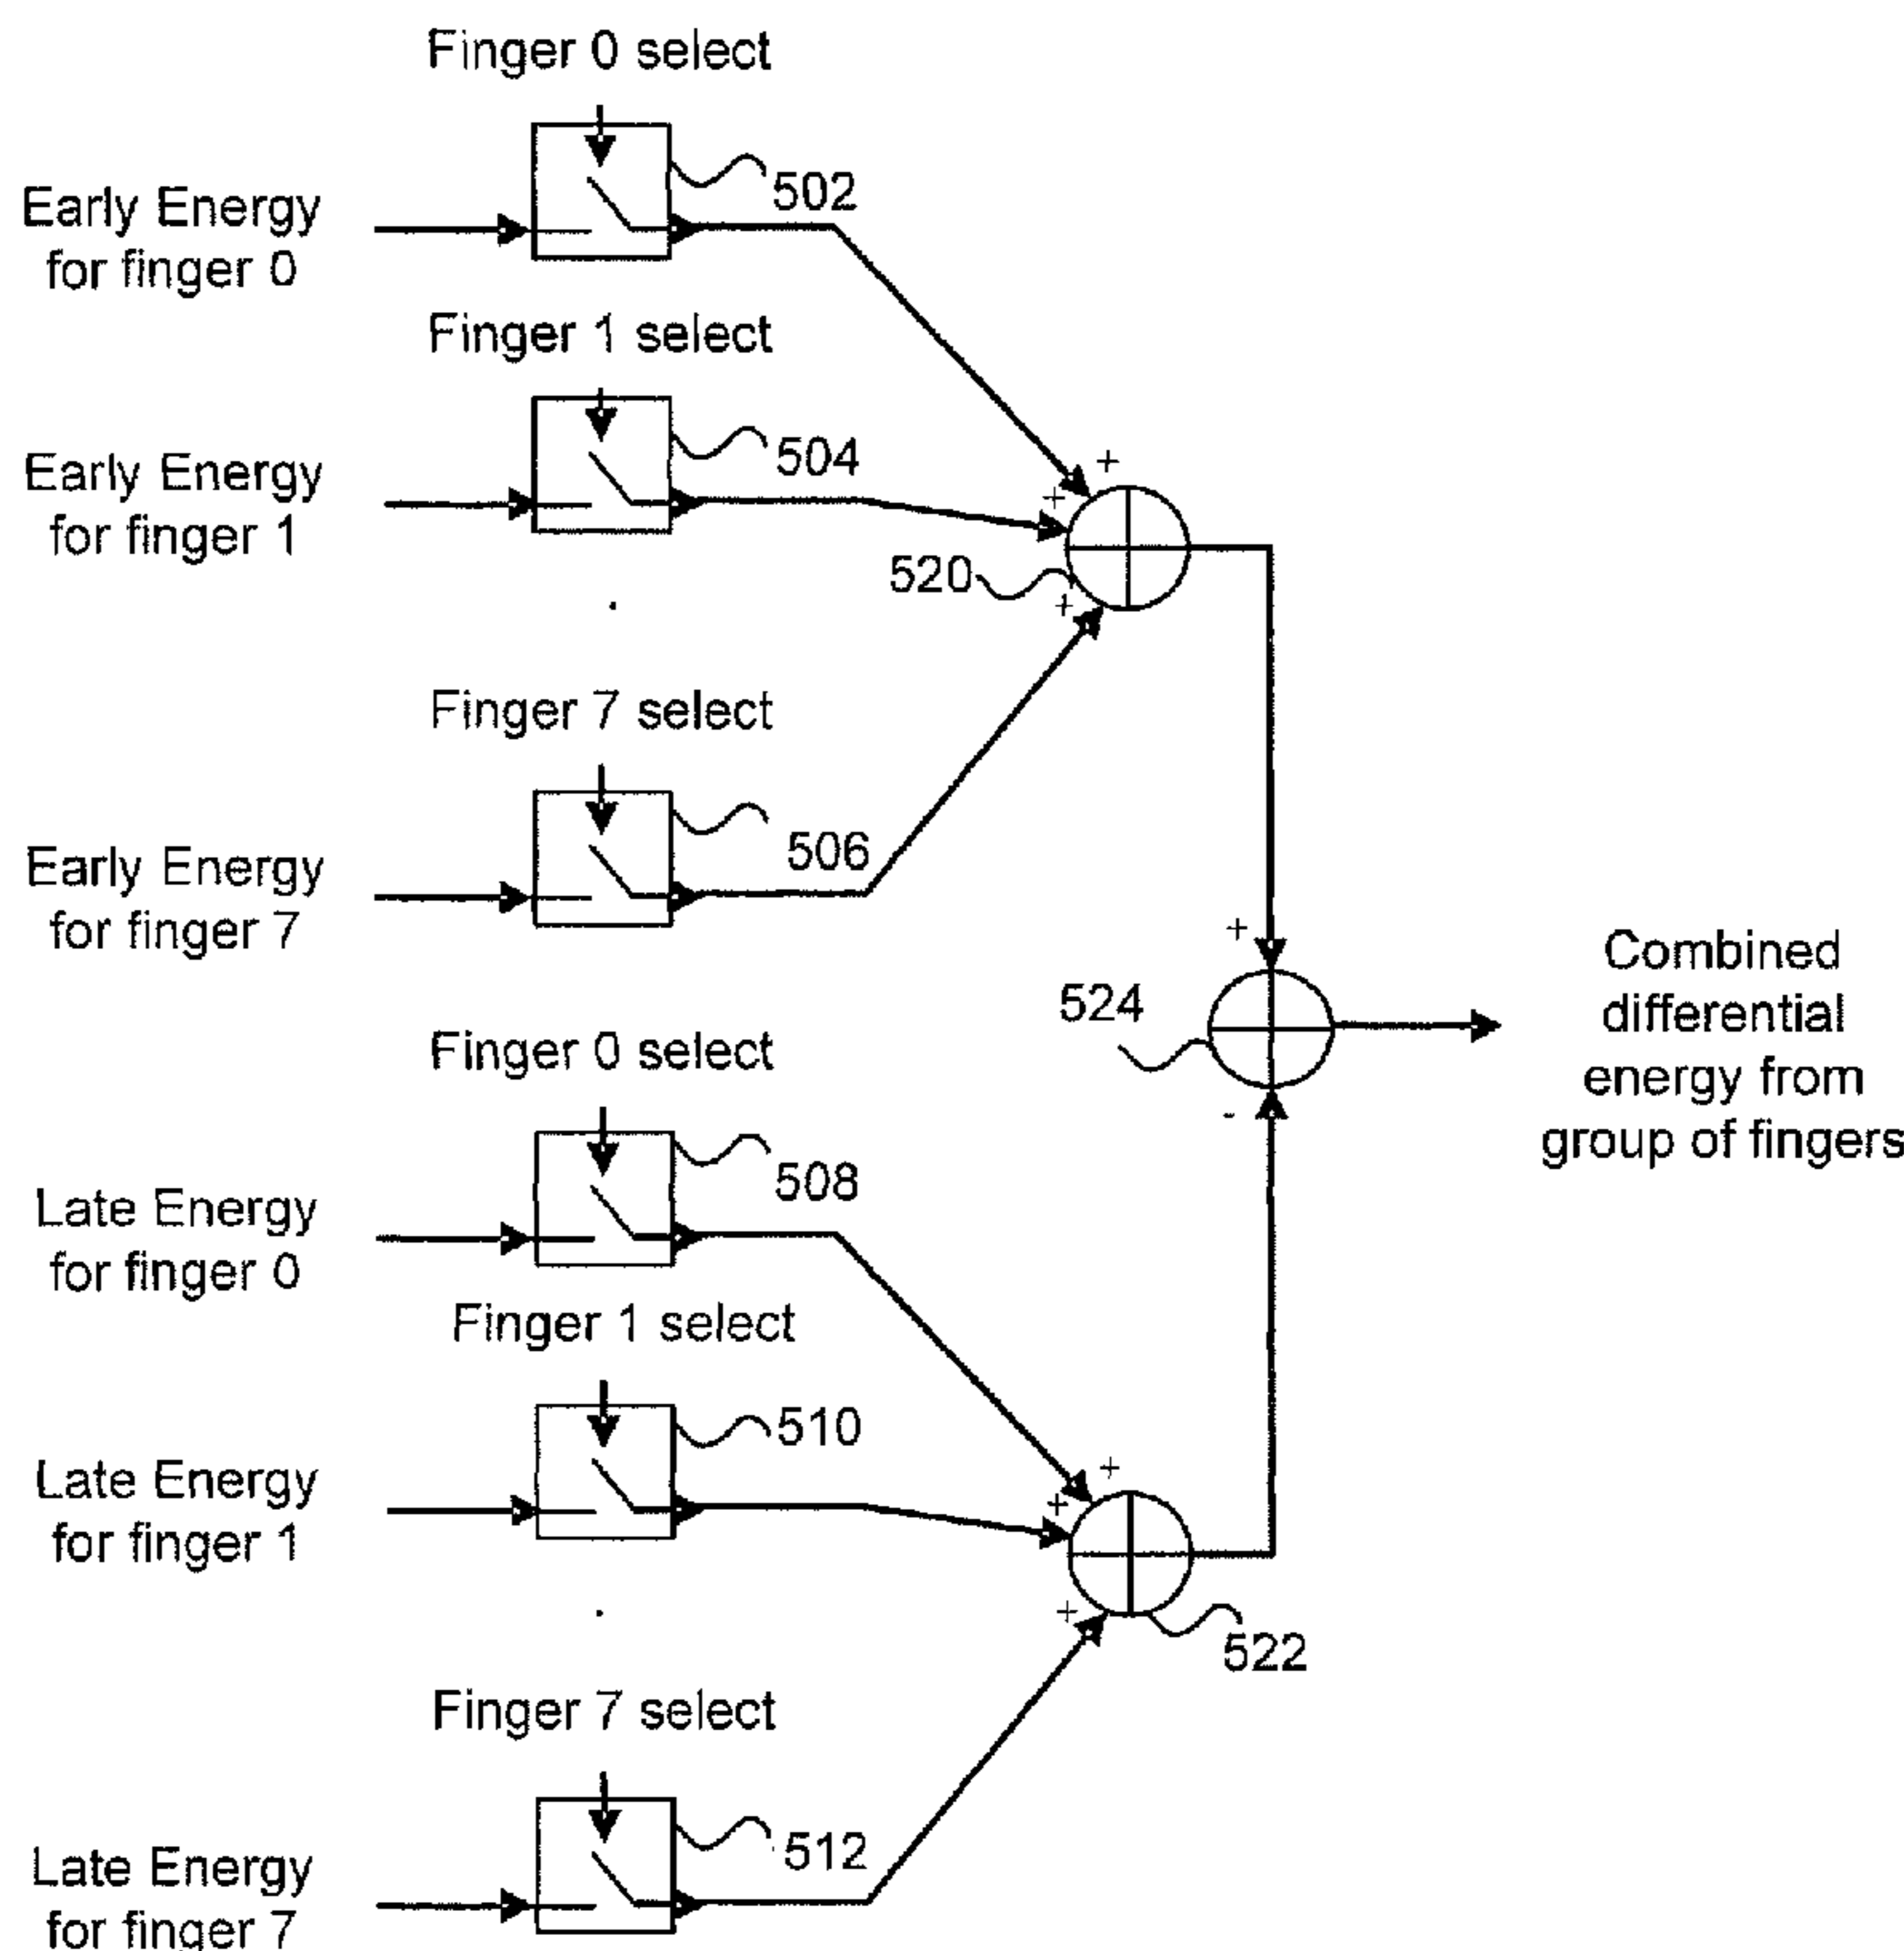 Finger 0 select
502
Early Energy
for finger 0
Finger 1 select
+
504
Early Energy
for finger 1
+
520
+
Finger 7 select
506
Early Energy
for finger 7
+
Combined
differential
energy from
group of fingers
524
-
Finger 0 select
508
Late Energy
for finger 0
Finger 1 select
510
Late Energy
for finger 1
+
+
+
522
Finger 7 select
512
Late Energy
for finger 7